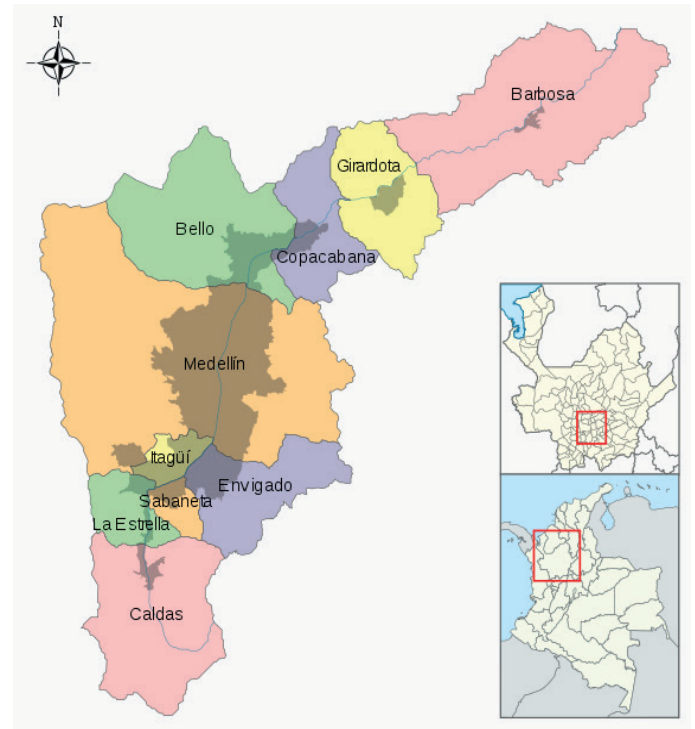 N
Barbosa
Girardota
Bello
Copacabana
Medellín
Itagüí
Envigado
Sabaneta
La Estrella
Caldas